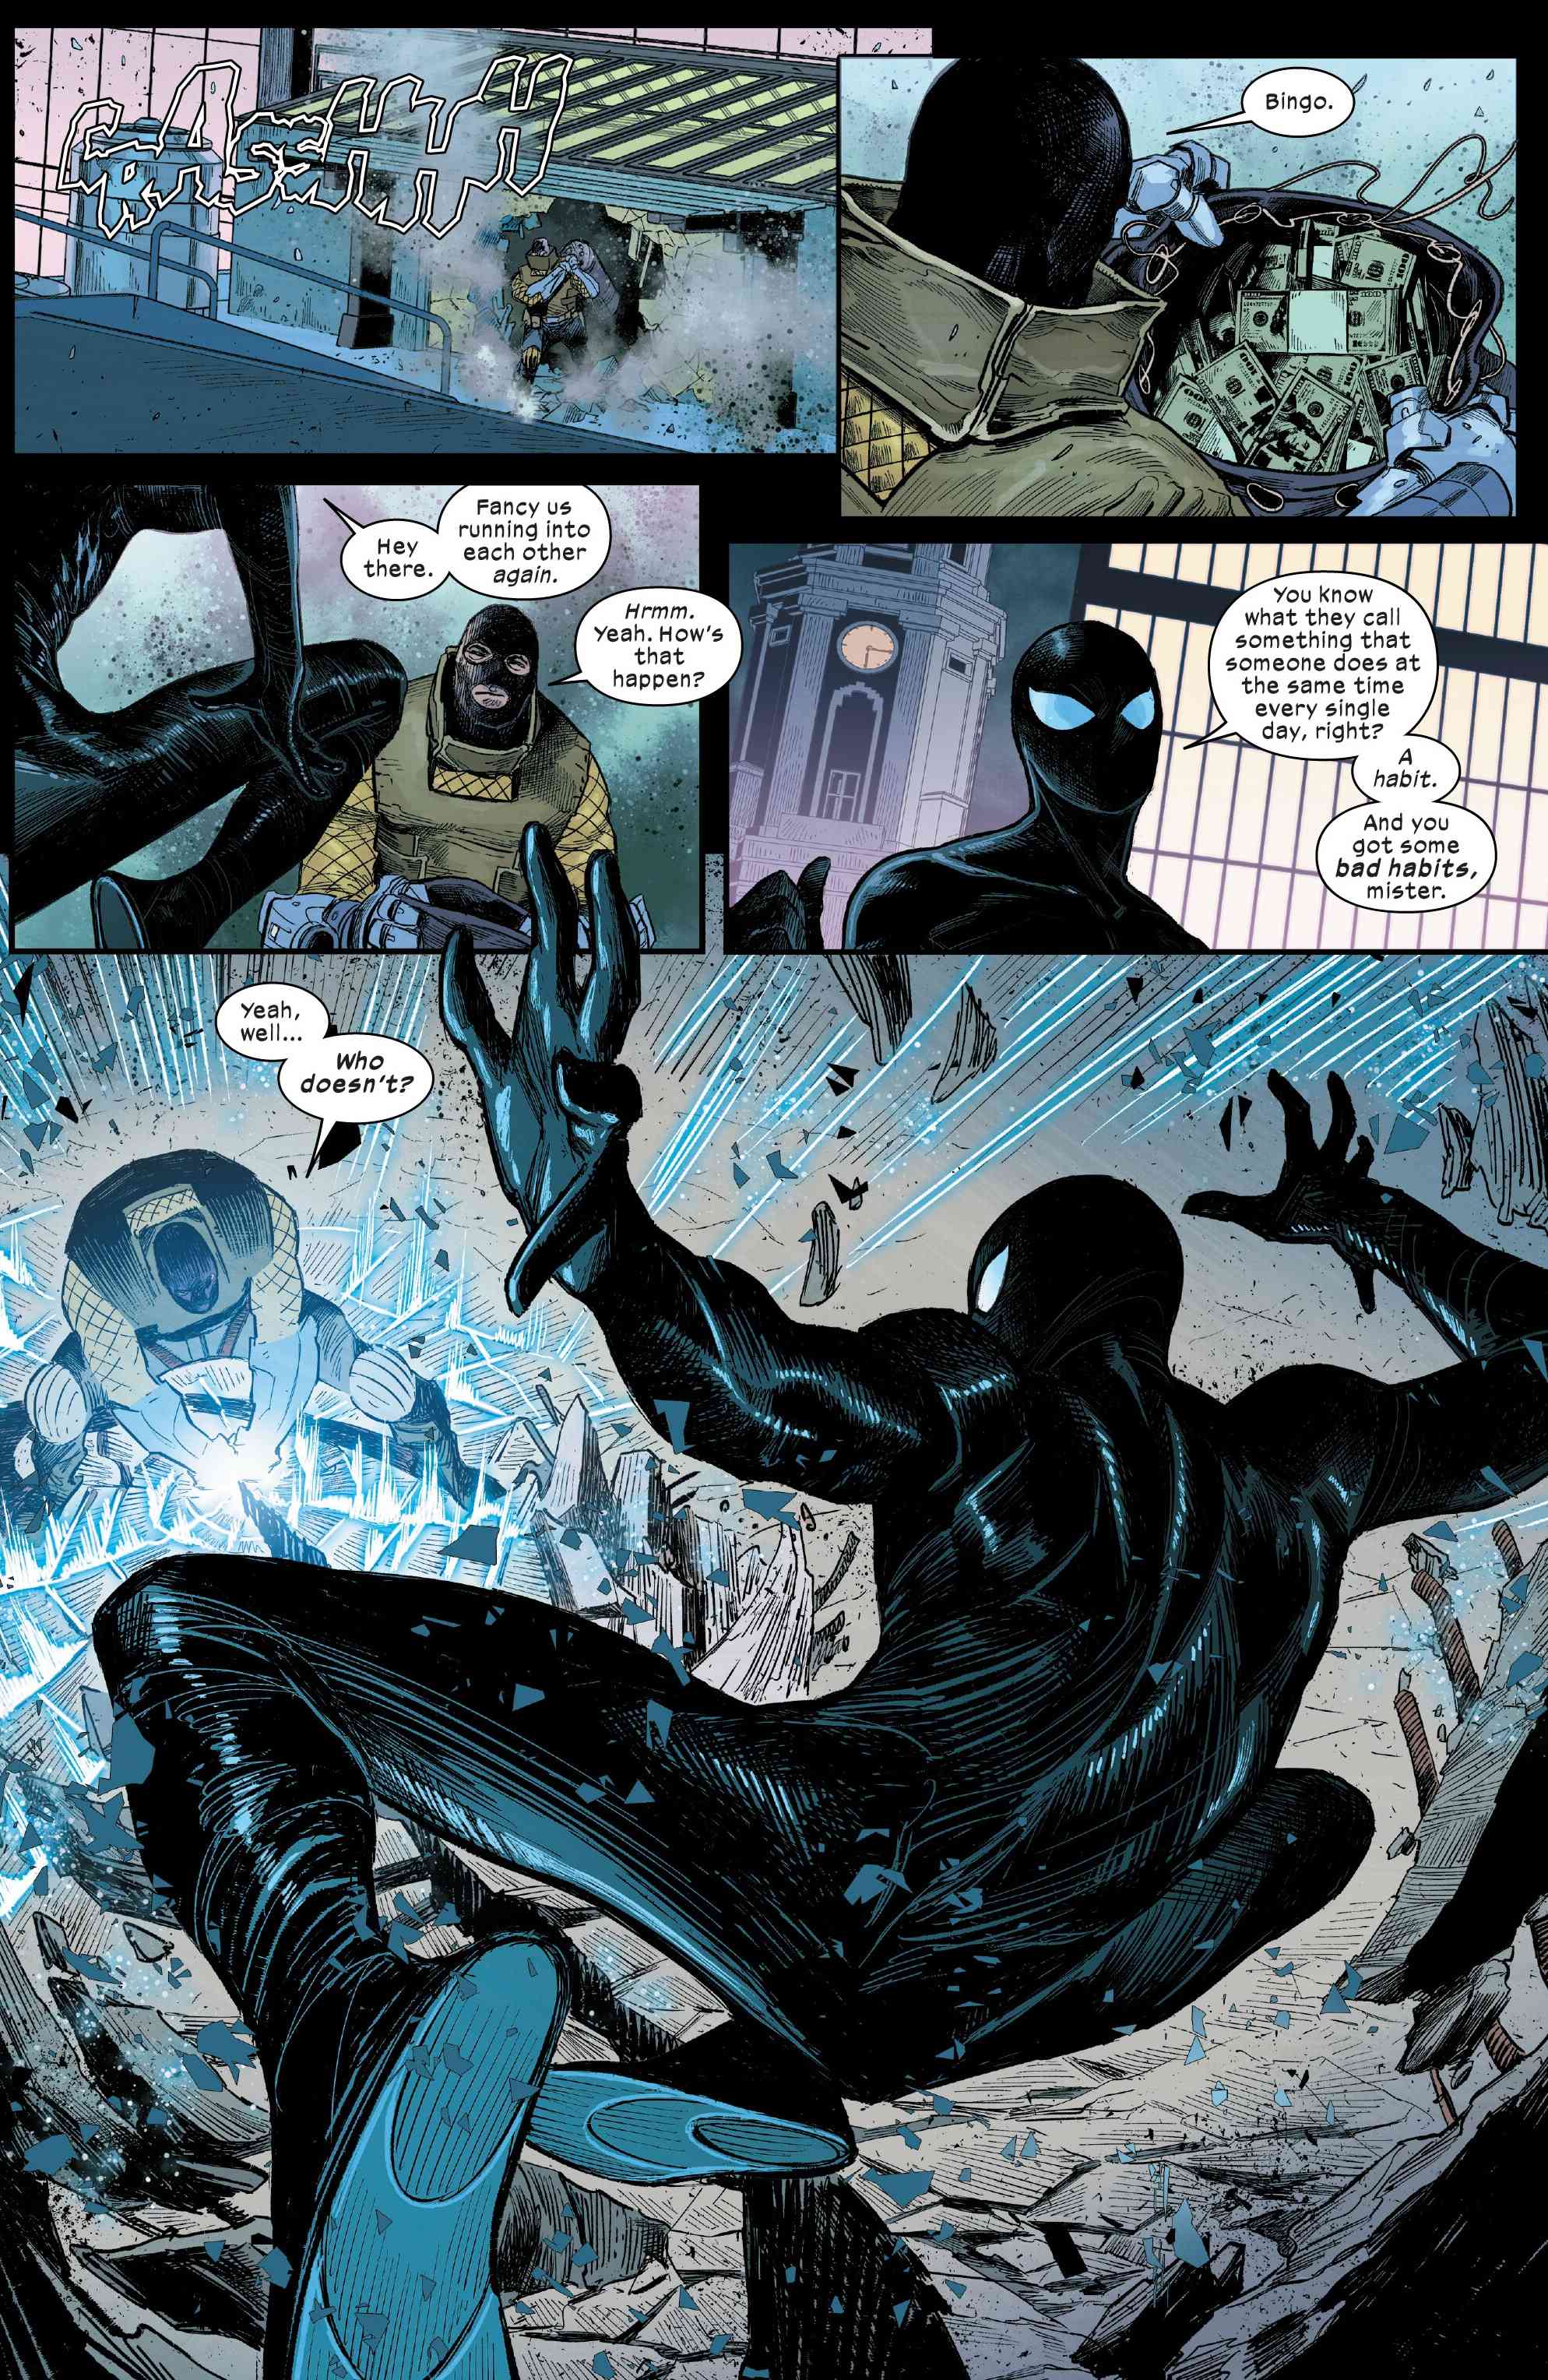 KRASSHHH
Bingo.
Hey
there.
Fancy us
running into
each other
again.
Hrmm.
Yeah. How's
that
happen?
You know
what they call
something that
someone does at
the same time
every single
day, right?
A
habit.
And you
got some
bad habits,
mister.
Yeah,
well...
Who
doesn't?